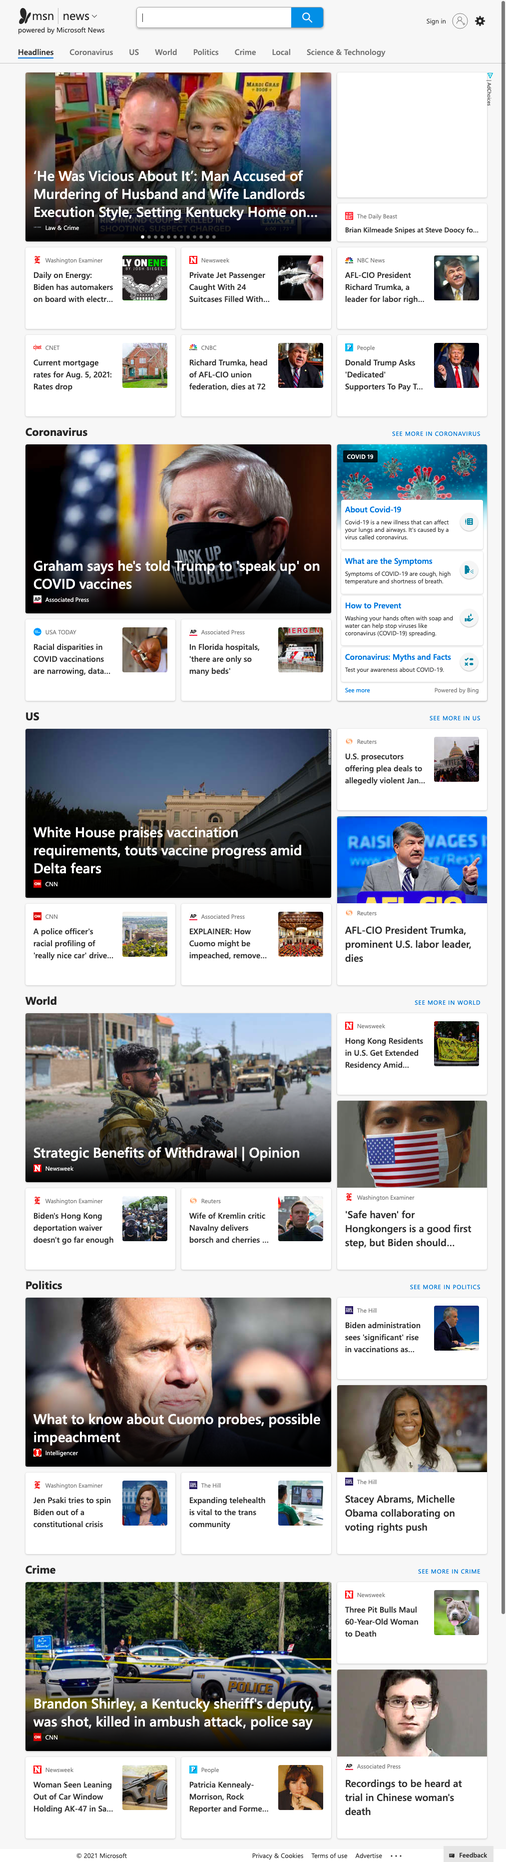 msn | news
powered by Microsoft News
Sign in
Headlines
Coronavirus
US
World
Politics
Crime
Local
Science & Technology
AdChoices
MARDI GRAS
'He Was Vicious About It': Man Accused of
Murdering of Husband and Wife Landlords
Execution Style, Setting Kentucky Home on...
Law & Crime
The Daily Beast
Brian Kilmeade Snipes at Steve Doocy fo...
Washington Examiner
Daily on Energy:
Biden has automakers
on board with electr...
Newsweek
Private Jet Passenger
Caught With 24
Suitcases Filled With...
NBC News
AFL-CIO President
Richard Trumka, a
leader for labor righ...
CNET
Current mortgage
rates for Aug. 5, 2021:
Rates drop
CNBC
Richard Trumka, head
of AFL-CIO union
federation, dies at 72
People
Donald Trump Asks
'Dedicated'
Supporters To Pay T...
Coronavirus
SEE MORE IN CORONAVIRUS
MASK UP
THE BORDER
Graham says he's told Trump to 'speak up' on
COVID vaccines
Associated Press
COVID 19
About Covid-19
Covid-19 is a new illness that can affect
your lungs and airways. It's caused by a
virus called coronavirus.
What are the Symptoms
Symptoms of COVID-19 are cough, high
temperature and shortness of breath.
How to Prevent
Washing your hands often with soap and
water can help stop viruses like
coronavirus (COVID-19) spreading.
Coronavirus: Myths and Facts
Test your awareness about COVID-19.
See more
Powered by Bing
USA TODAY
Racial disparities in
COVID vaccinations
are narrowing, data...
Associated Press
In Florida hospitals,
'there are only so
many beds'
US
SEE MORE IN US
White House praises vaccination
requirements, touts vaccine progress amid
Delta fears
CNN
Reuters
U.S. prosecutors
offering plea deals to
allegedly violent Jan...
AFL-CIO
Reuters
AFL-CIO President Trumka,
prominent U.S. labor leader,
dies
CNN
A police officer's
racial profiling of
'really nice car' drive...
Associated Press
EXPLAINER: How
Cuomo might be
impeached, remove...
World
SEE MORE IN WORLD
Strategic Benefits of Withdrawal | Opinion
Newsweek
Newsweek
Hong Kong Residents
in U.S. Get Extended
Residency Amid...
Washington Examiner
'Safe haven' for
Hongkongers is a good first
step, but Biden should...
Washington Examiner
Biden's Hong Kong
deportation waiver
doesn't go far enough
Reuters
Wife of Kremlin critic
Navalny delivers
borsch and cherries ...
Politics
SEE MORE IN POLITICS
What to know about Cuomo probes, possible
impeachment
Intelligencer
The Hill
Biden administration
sees 'significant' rise
in vaccinations as...
The Hill
Stacey Abrams, Michelle
Obama collaborating on
voting rights push
Washington Examiner
Jen Psaki tries to spin
Biden out of a
constitutional crisis
The Hill
Expanding telehealth
is vital to the trans
community
Crime
SEE MORE IN CRIME
POLICE
Brandon Shirley, a Kentucky sheriff's deputy,
was shot, killed in ambush attack, police say
CNN
Newsweek
Three Pit Bulls Maul
60-Year-Old Woman
to Death
Associated Press
Recordings to be heard at
trial in Chinese woman's
death
Newsweek
Woman Seen Leaning
Out of Car Window
Holding AK-47 in Sa...
People
Patricia Kennealy-
Morrison, Rock
Reporter and Forme...
© 2021 Microsoft
Privacy & Cookies
Terms of use
Advertise
Feedback